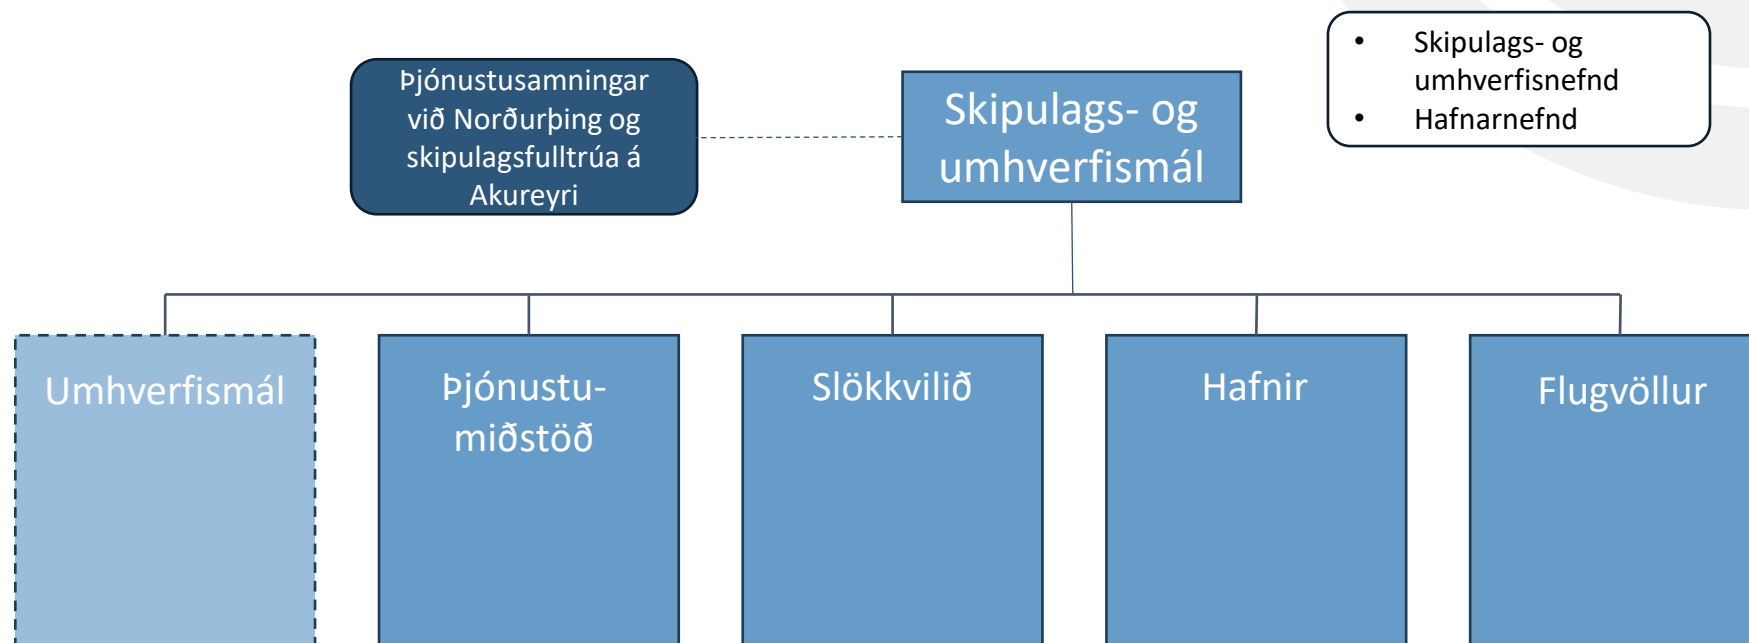 Þjónustusamningar
við Norðurþing og
skipulagsfulltrúa á
Akureyri
Skipulags- og
umhverfismál
• Skipulags- og
umhverfisnefnd
• Hafnarnefnd
Umhverfismál
Þjónustu-
miðstöð
Slökkvilið
Hafnir
Flugvöllur